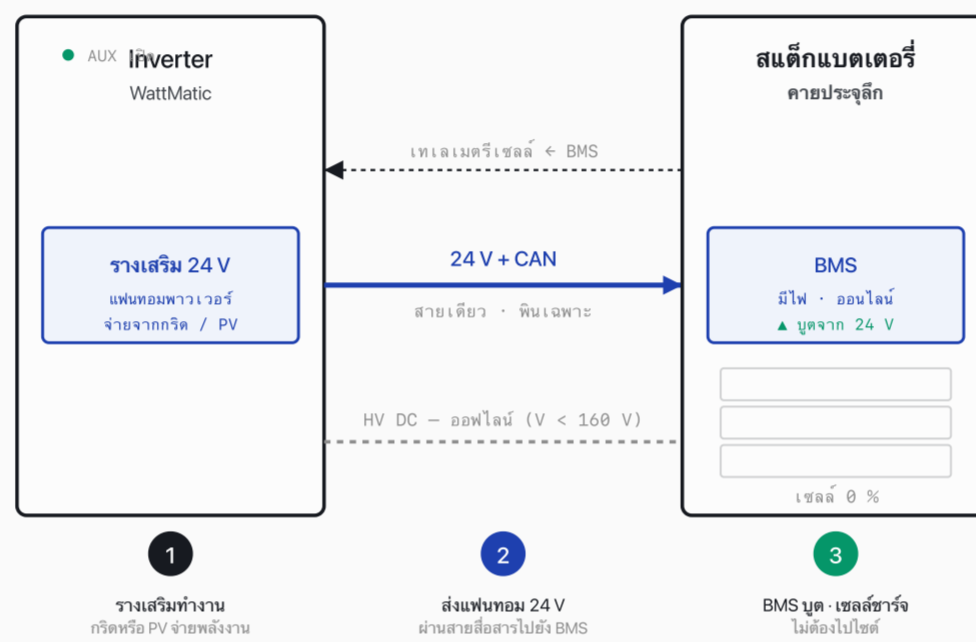 AUX เปิด
Inverter
WattMatic
สแต็กแบตเตอรี่
คายประจุลึก
เทเลเมตรีเซลล์ ← BMS
รางเสริม 24 V
แฟนทอมพาวเวอร์
จ่ายจากกริด / PV
24 V + CAN
สายเดียว · พินเฉพาะ
BMS
มีไฟ · ออนไลน์
▲ บูตจาก 24 V
HV DC — ออฟไลน์ (V < 160 V)
เซลล์ 0 %
1
2
3
รางเสริมทำงาน
กริดหรือ PV จ่ายพลังงาน
ส่งแฟนทอม 24 V
ผ่านสายสื่อสารไปยัง BMS
BMS บูต · เซลล์ชาร์จ
ไม่ต้องไปไซต์